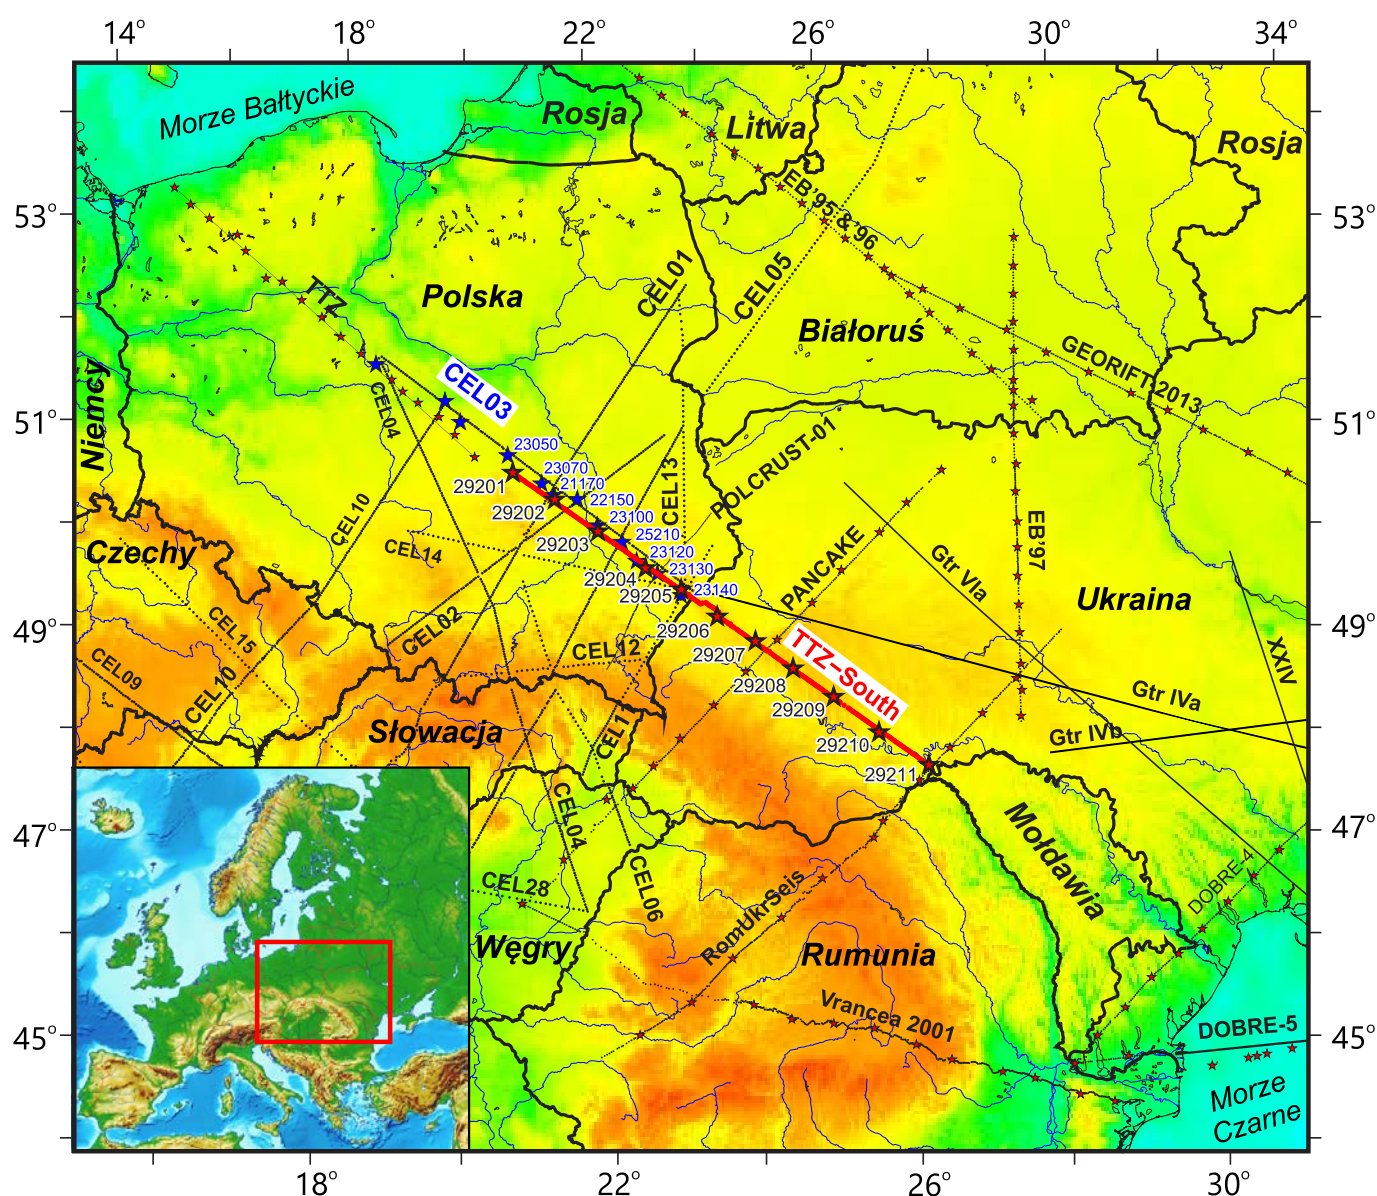 14° 18° 22° 26° 30° 34°
Morze Bałtyckie
Rosja
Litwa
Rosja
53°
53°
EB'95 & 96
CEL01
CEL05
TTZ
Polska
Białoruś
GEORIFT 2013
Niemcy
CEL03
CEL04
51°
51°
POLCRUST-01
23050
23070
21170
22150
23100
25210
23120
23130
23140
29201
29202
29203
29204
29205
29206
29207
29208
29209
29210
29211
CEL13
CEL10
CEL14
EB'97
Czechy
PANCAKE
Gtr VIa
Ukraina
CEL15
CEL02
49°
49°
CEL12
TTZ–South
XXIV
CEL09
CEL10
Gtr IVa
Słowacja
CEL1
Gtr IVb
47°
47°
CEL04
Mołdawia
CEL28
CEL06
RomUkrSeis
DOBRE-4
Węgry
Rumunia
Vrancea 2001
45°
45°
DOBRE-5
Morze
Czarne
18° 22° 26° 30°